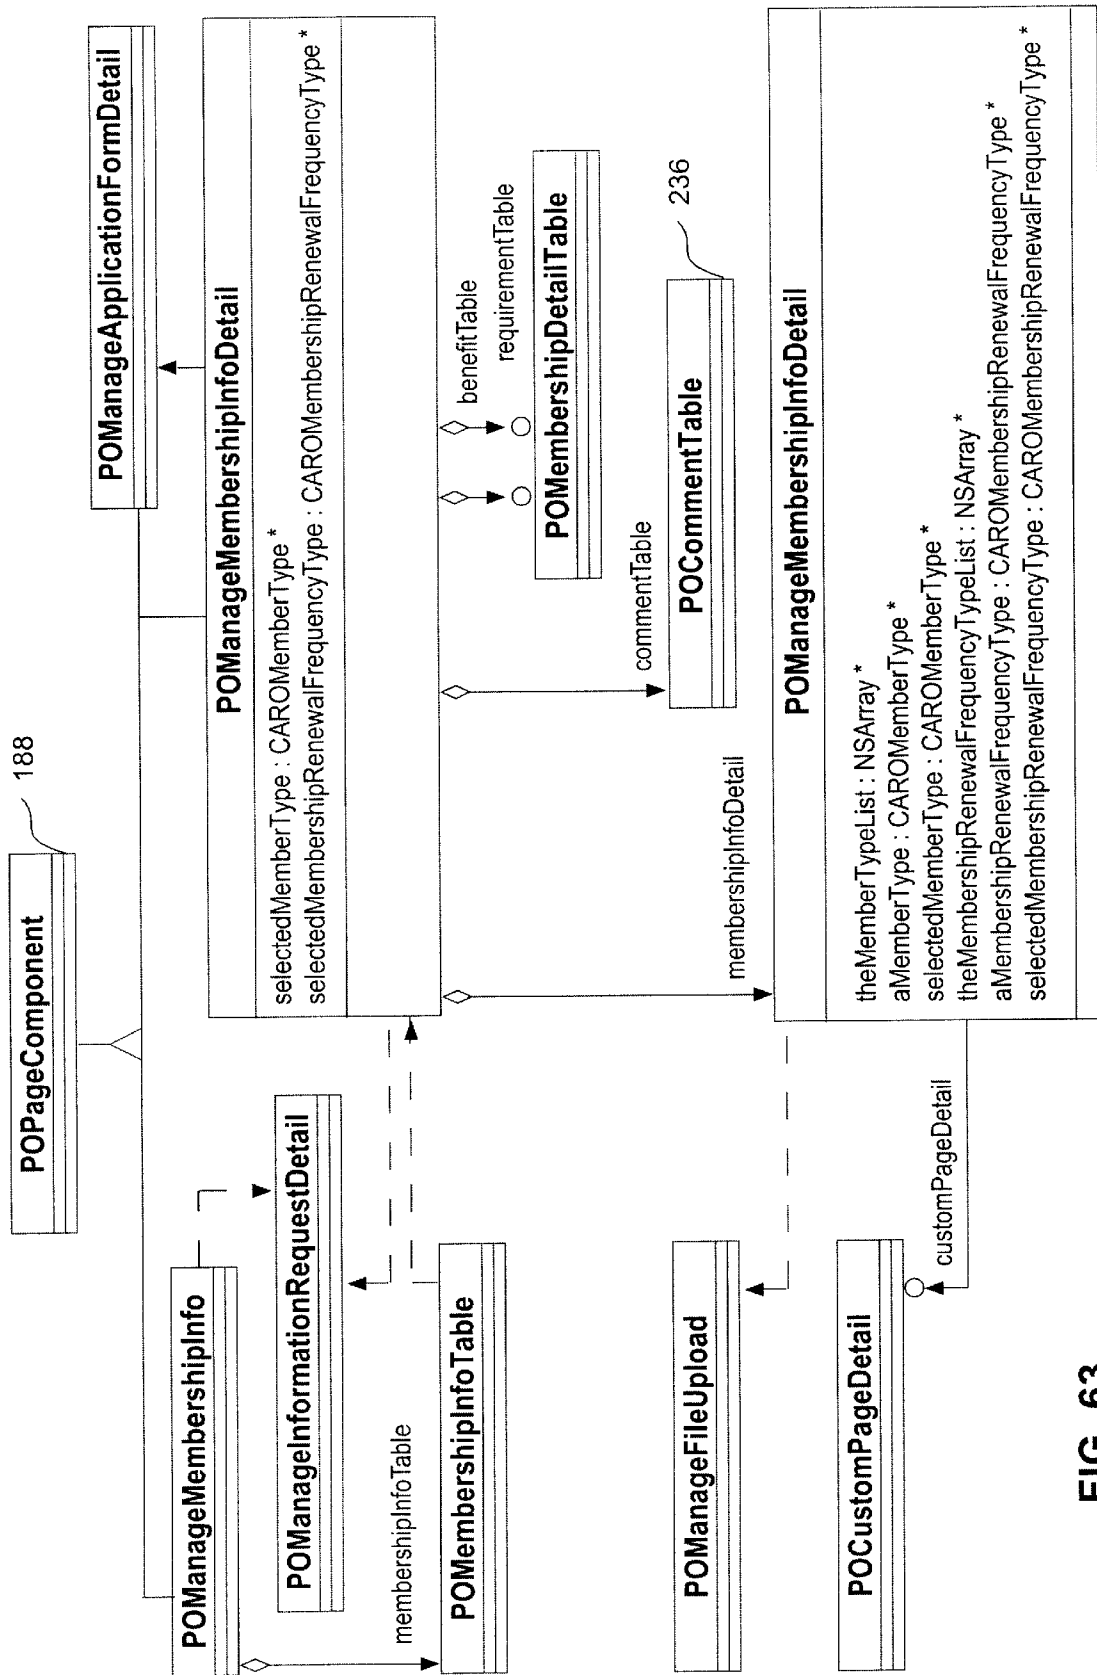 POPageComponent
188
POManageMembershipInfo
POManageApplicationFormDetail
POManageInformationRequestDetail
POManageMembershipInfoDetail
selectedMemberType : CAROMemberType *
selectedMembershipRenewalFrequencyType : CAROMembershipRenewalFrequencyType *
membershipInfoTable
POMembershipInfoTable
benefitTable
requirementTable
POMembershipDetailTable
commentTable
POCommentTable
236
membershipInfoDetail
POManageFileUpload
POManageMembershipInfoDetail
theMemberTypeList : NSArray *
aMemberType : CAROMemberType *
selectedMemberType : CAROMemberType *
theMembershipRenewalFrequencyTypeList : NSArray *
aMembershipRenewalFrequencyType : CAROMembershipRenewalFrequencyType *
selectedMembershipRenewalFrequencyType : CAROMembershipRenewalFrequencyType *
POCustomPageDetail
customPageDetail
FIG. 63